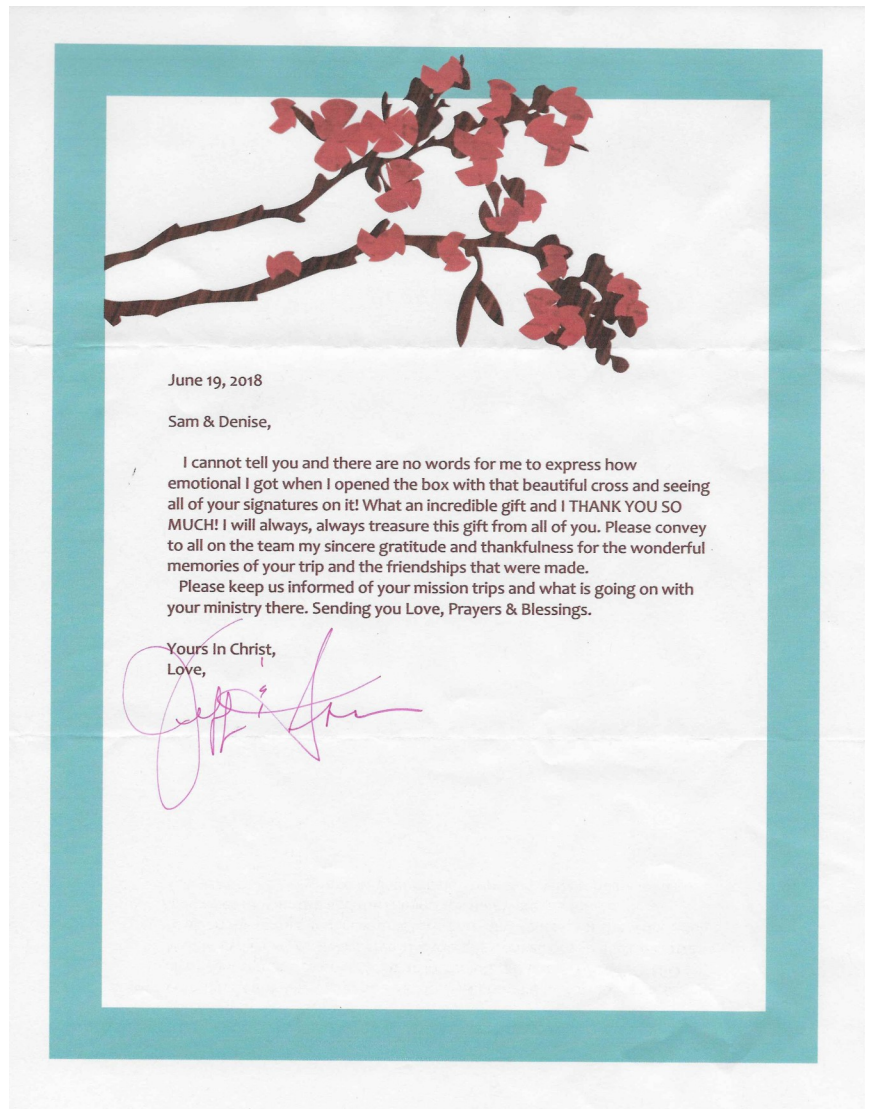 June 19, 2018
Sam & Denise,
I cannot tell you and there are no words for me to express how
emotional I got when I opened the box with that beautiful cross and seeing
all of your signatures on it! What an incredible gift and I THANK YOU SO
MUCH! I will always, always treasure this gift from all of you. Please convey
to all on the team my sincere gratitude and thankfulness for the wonderful
memories of your trip and the friendships that were made.
Please keep us informed of your mission trips and what is going on with
your ministry there. Sending you Love, Prayers & Blessings.
Yours In Christ,
Love,